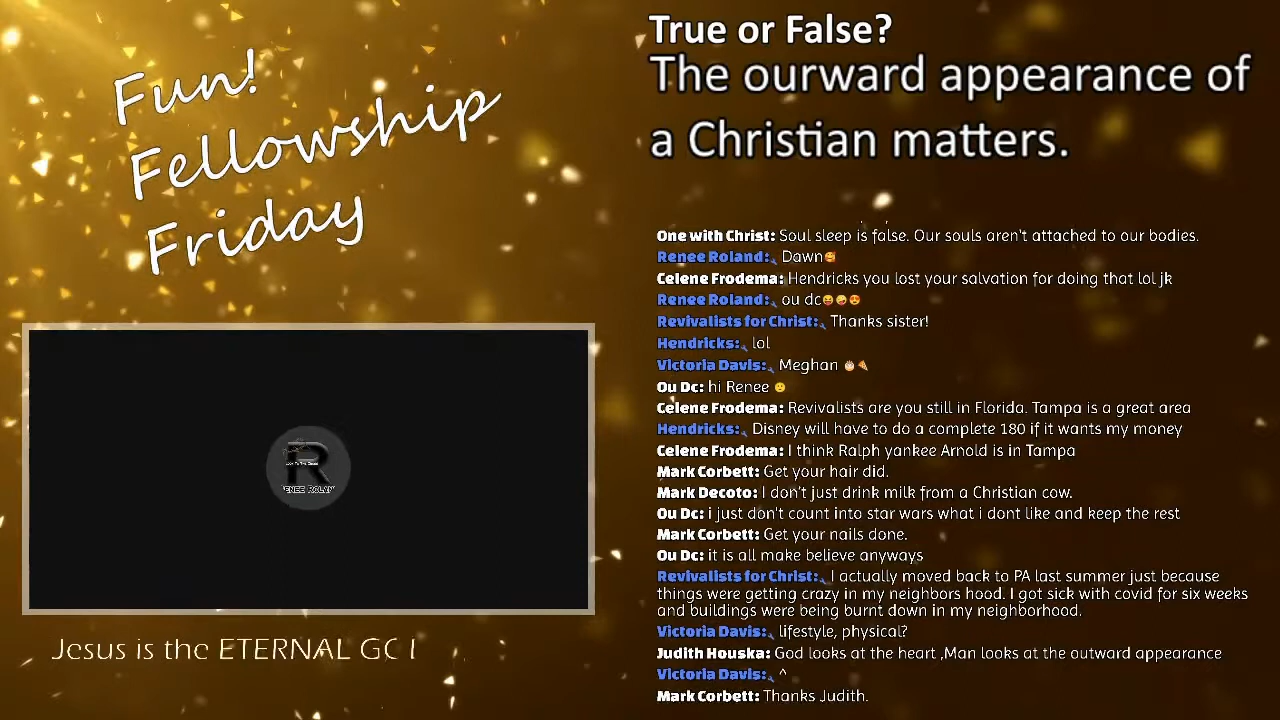 Fun!
Fellowship
Friday
True or False?
The ourward appearance of
a Christian matters.
One with Christ: Soul sleep is false. Our souls aren't attached to our bodies.
Renee Roland: Dawn🥰
Celene Frodema: Hendricks you lost your salvation for doing that lol jk
Renee Roland: ou dc😝🤪😍
Revivalists for Christ: Thanks sister!
Hendricks: lol
Victoria Davis: Meghan 🎂🍕
Ou Dc: hi Renee 🙂
Celene Frodema: Revivalists are you still in Florida. Tampa is a great area
Hendricks: Disney will have to do a complete 180 if it wants my money
Celene Frodema: I think Ralph yankee Arnold is in Tampa
Mark Corbett: Get your hair did.
Mark Decoto: I don't just drink milk from a Christian cow.
Ou Dc: i just don't count into star wars what i dont like and keep the rest
Mark Corbett: Get your nails done.
Ou Dc: it is all make believe anyways
Revivalists for Christ: I actually moved back to PA last summer just because
things were getting crazy in my neighbors hood. I got sick with covid for six weeks
and buildings were being burnt down in my neighborhood.
Victoria Davis: lifestyle, physical?
Judith Houska: God looks at the heart ,Man looks at the outward appearance
Victoria Davis: ^
Mark Corbett: Thanks Judith.
R
RENEE ROLAND
Jesus is the ETERNAL